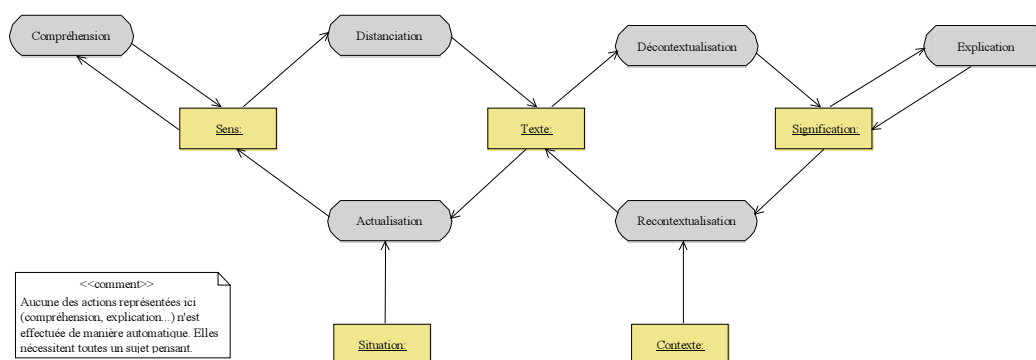 Compréhension
Distanciation
Décontextualisation
Explication
Sens:
Texte:
Signification:
Actualisation
Recontextualisation
<<comment>>
Aucune des actions représentées ici
(compréhension, explication...) n'est
effectuée de manière automatique. Elles
nécessitent toutes un sujet pensant.
Situation:
Contexte: